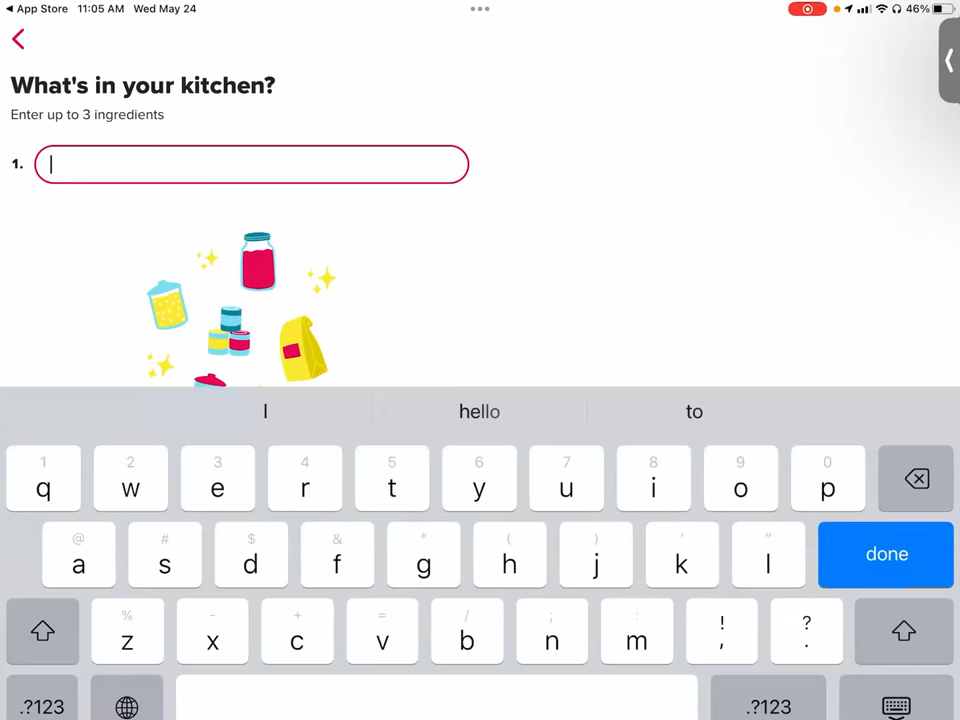 App Store 11:05 AM Wed May 24 46%
What's in your kitchen?
Enter up to 3 ingredients
1.
I hello to
1 2 3 4 5 6 7 8 9 0
q w e r t y u i o p
@ # $ & * ( ) ' "
a s d f g h j k l done
% - + = / ; : ! ?
z x c v b n m , .
.?123 .?123